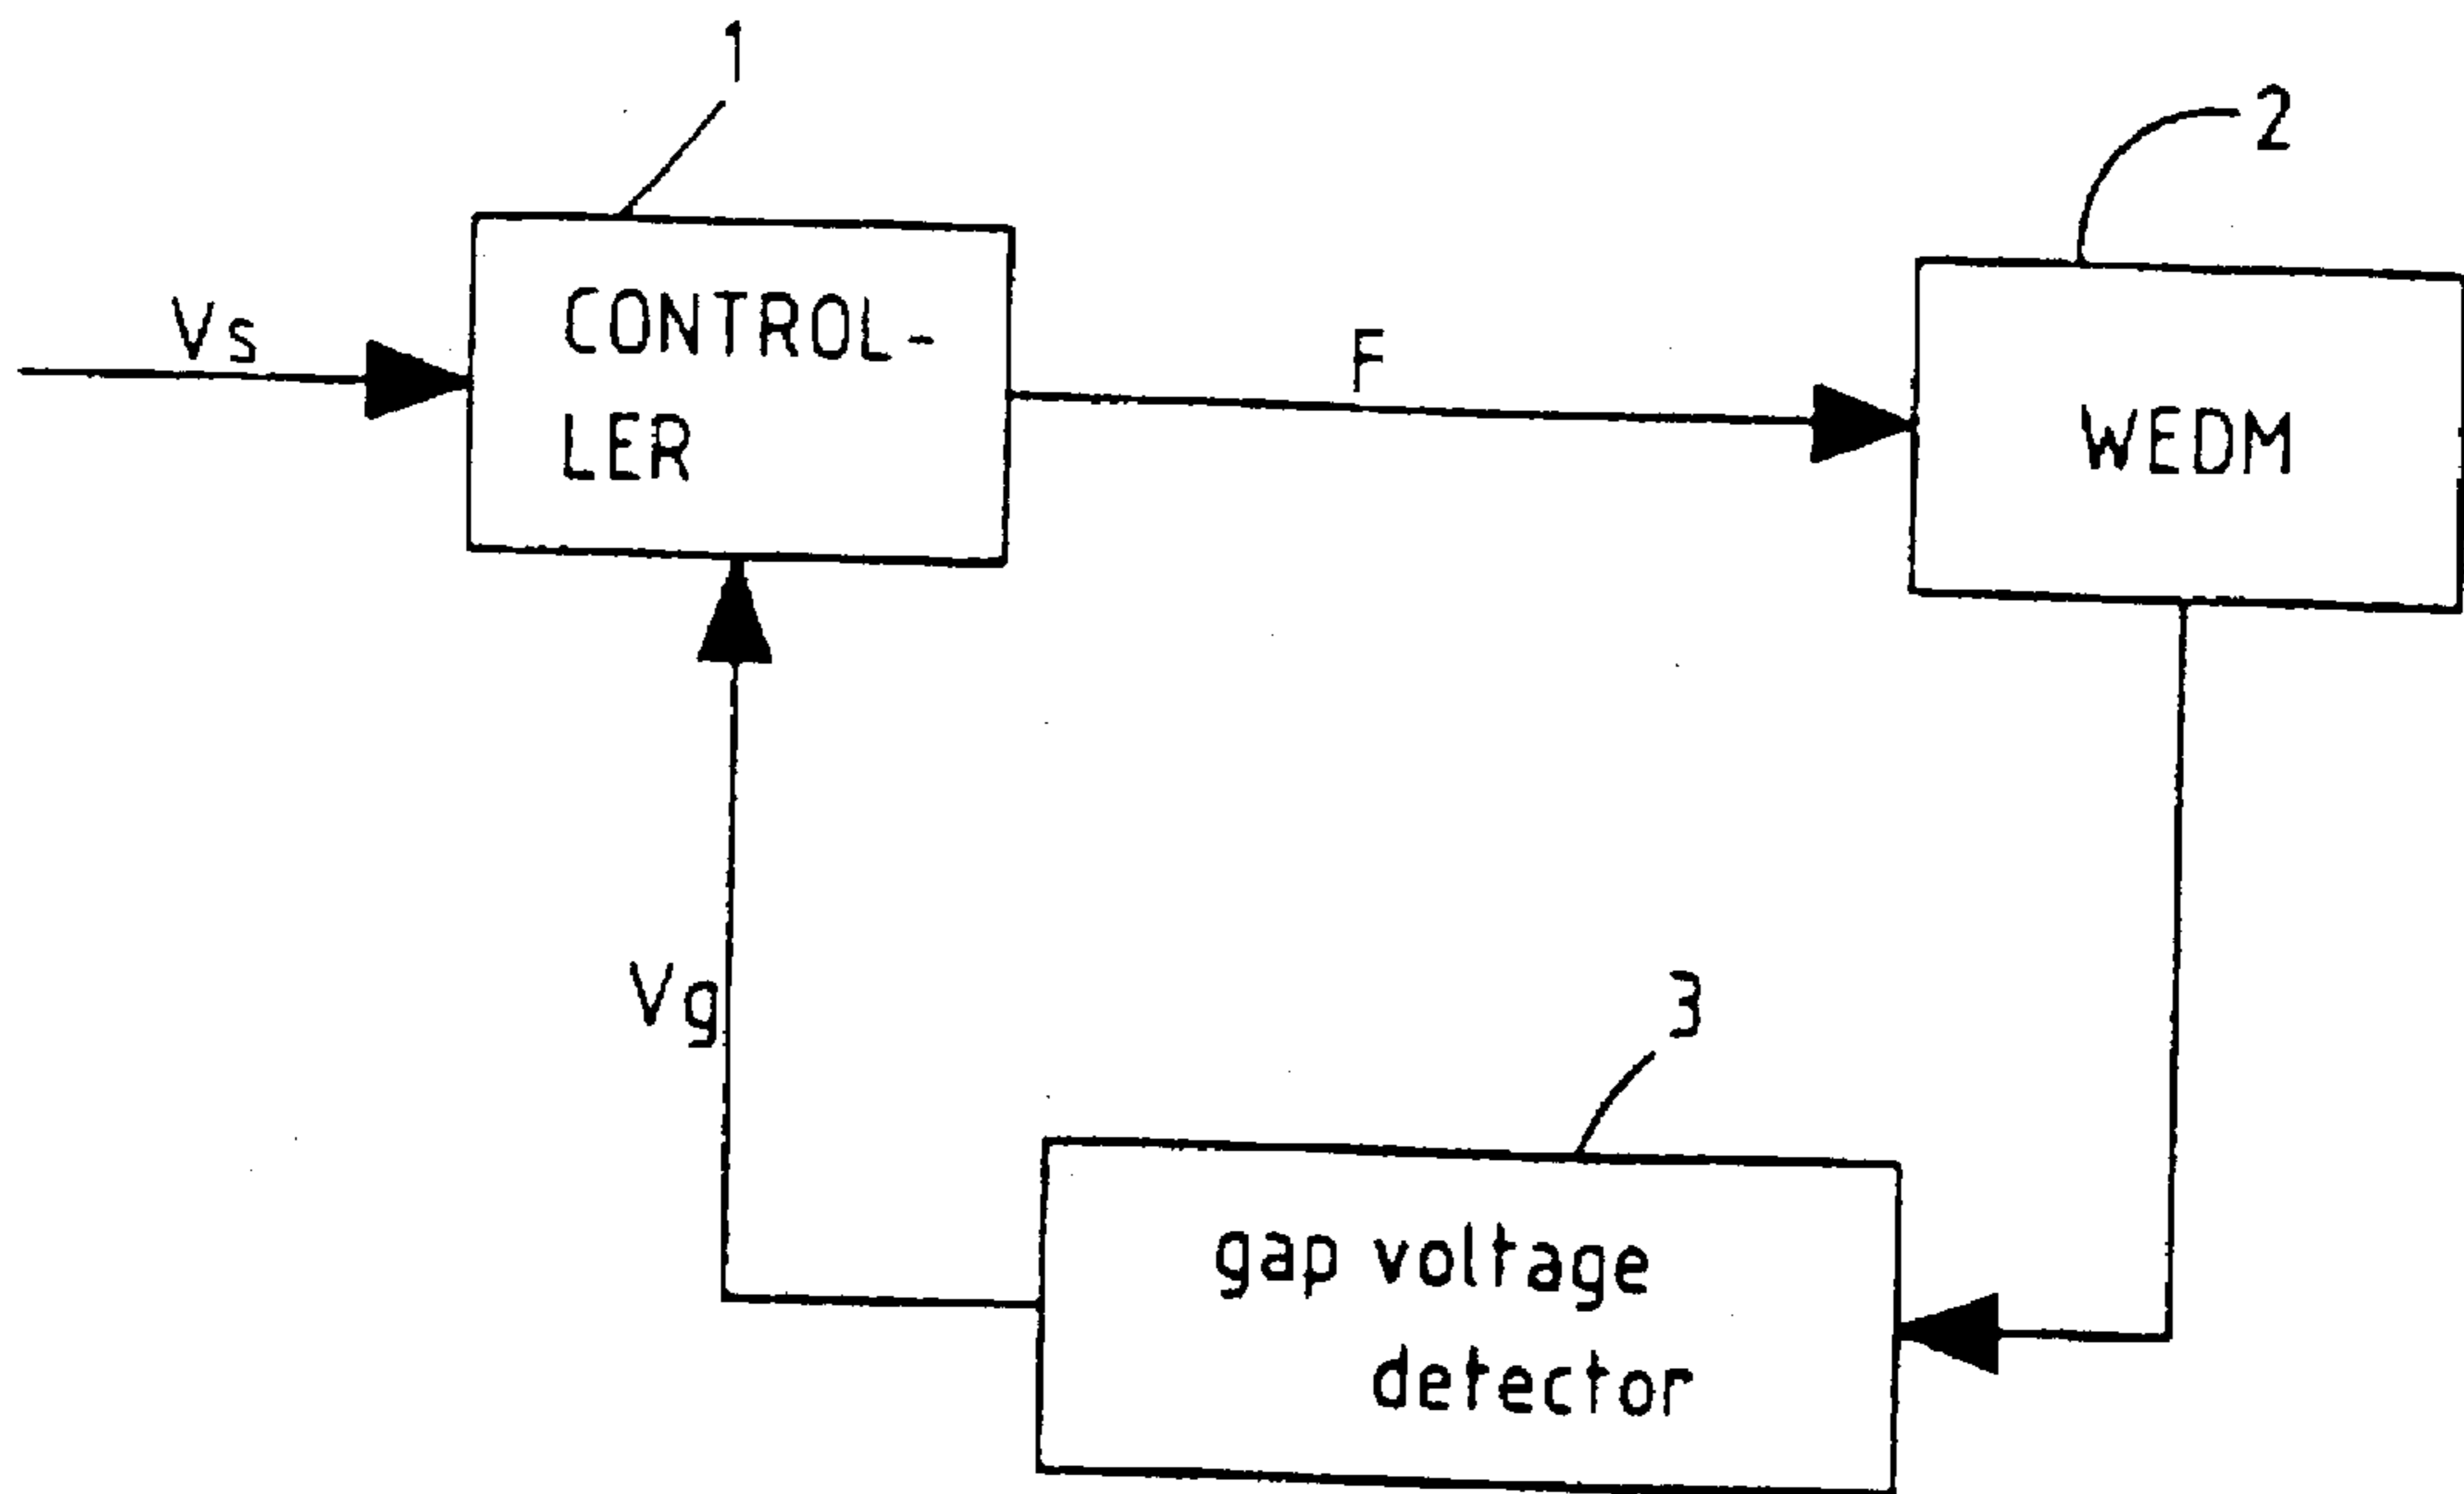 1
2
Vs
CONTROL-
LER
F
WEDM
Vg
3
gap voltage
detector